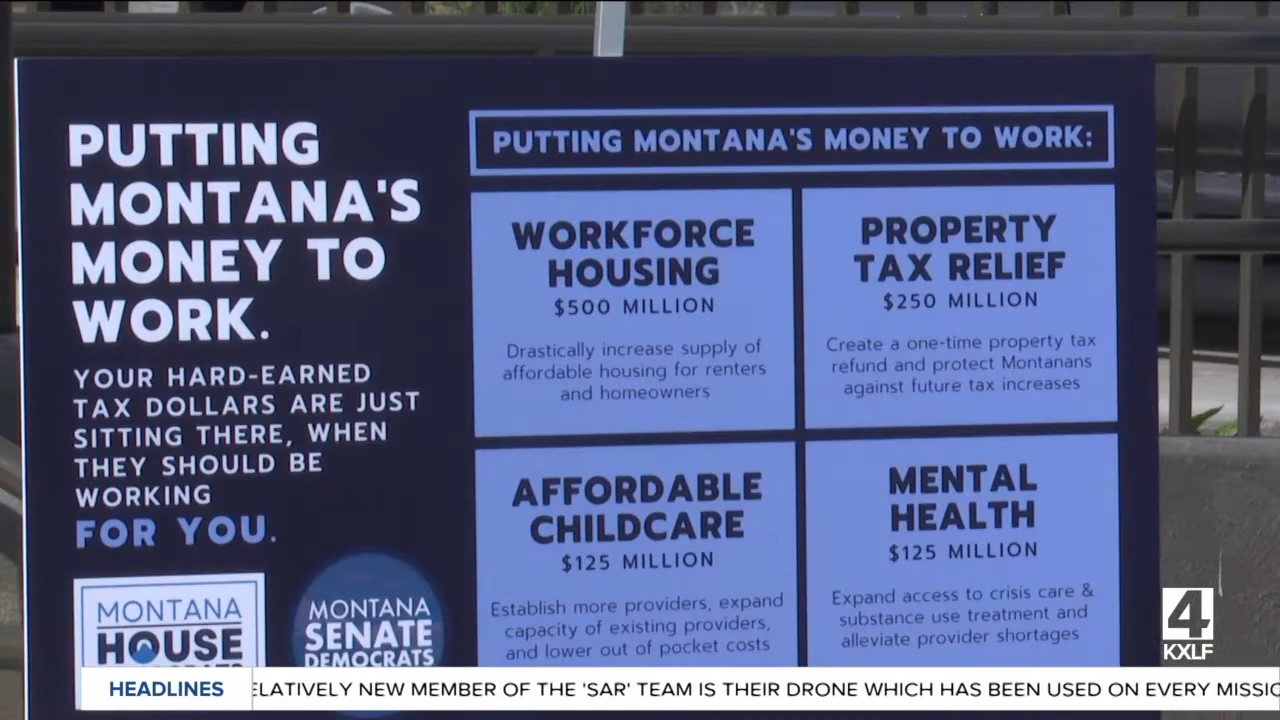 PUTTING
MONTANA'S
MONEY TO
WORK.
YOUR HARD-EARNED
TAX DOLLARS ARE JUST
SITTING THERE, WHEN
THEY SHOULD BE
WORKING
FOR YOU.
MONTANA
HOUSE
MONTANA
SENATE
DEMOCRATS
PUTTING MONTANA'S MONEY TO WORK:
WORKFORCE
HOUSING
$500 MILLION
Drastically increase supply of
affordable housing for renters
and homeowners
PROPERTY
TAX RELIEF
$250 MILLION
Create a one-time property tax
refund and protect Montanans
against future tax increases
AFFORDABLE
CHILDCARE
$125 MILLION
Establish more providers, expand
capacity of existing providers,
and lower out of pocket costs
MENTAL
HEALTH
$125 MILLION
Expand access to crisis care &
substance use treatment and
alleviate provider shortages
4
KXLF
HEADLINES
ELATIVELY NEW MEMBER OF THE 'SAR' TEAM IS THEIR DRONE WHICH HAS BEEN USED ON EVERY MISSIO